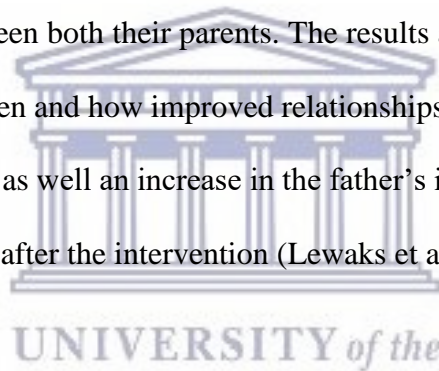 een both their parents. The results
en and how improved relationships
as well an increase in the father’s i
after the intervention (Lewaks et a
UNIVERSITY of the